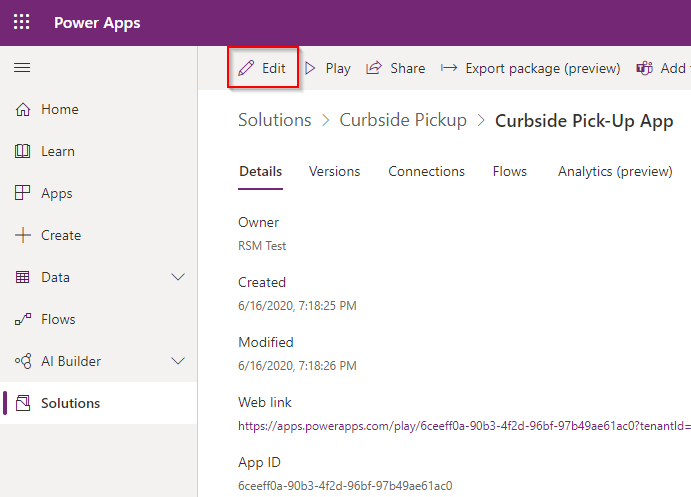 Power Apps
Edit Play Share Export package (preview) Add
Home
Learn
Apps
Create
Data
Flows
AI Builder
Solutions
Solutions > Curbside Pickup > Curbside Pick-Up App
Details Versions Connections Flows Analytics (preview)
Owner
RSM Test
Created
6/16/2020, 7:18:25 PM
Modified
6/16/2020, 7:18:26 PM
Web link
https://apps.powerapps.com/play/6ceeff0a-90b3-4f2d-96bf-97b49ae61ac0?tenantId=
App ID
6ceeff0a-90b3-4f2d-96bf-97b49ae61ac0